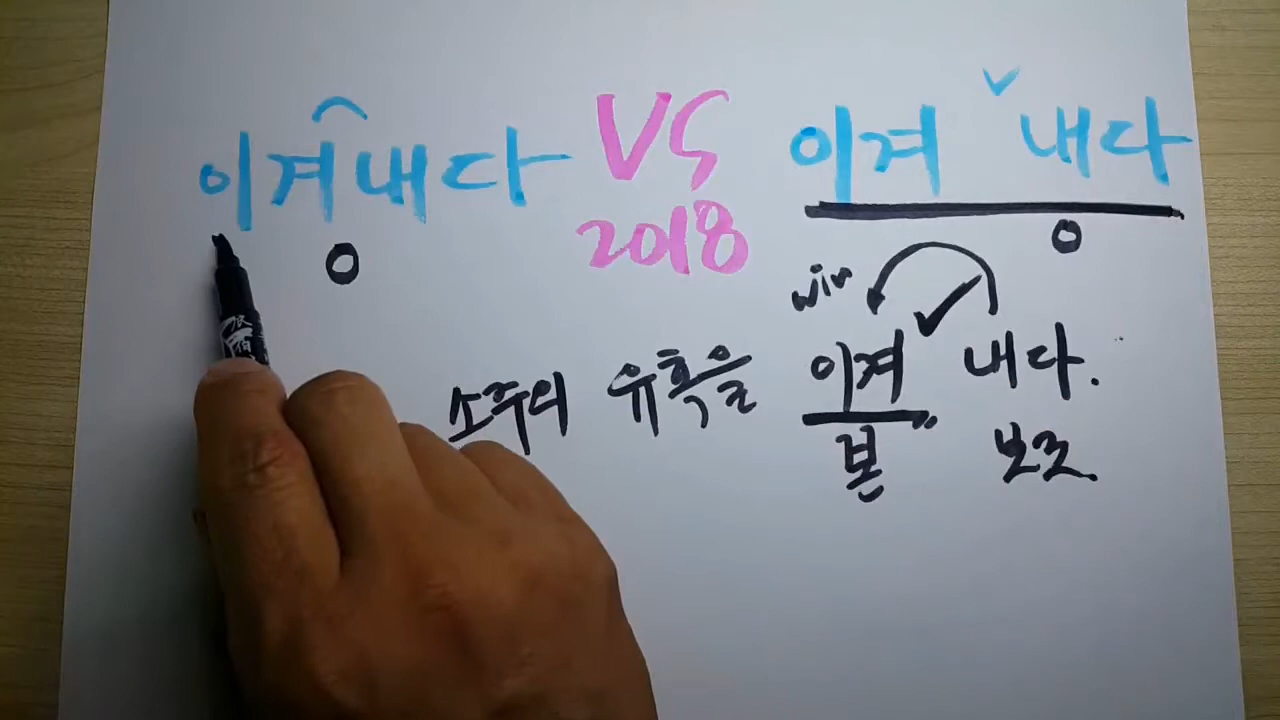 이겨내다 VS 이겨 내다
2018 o
o
win
소주의 유혹을 이겨 내다.
본 보조